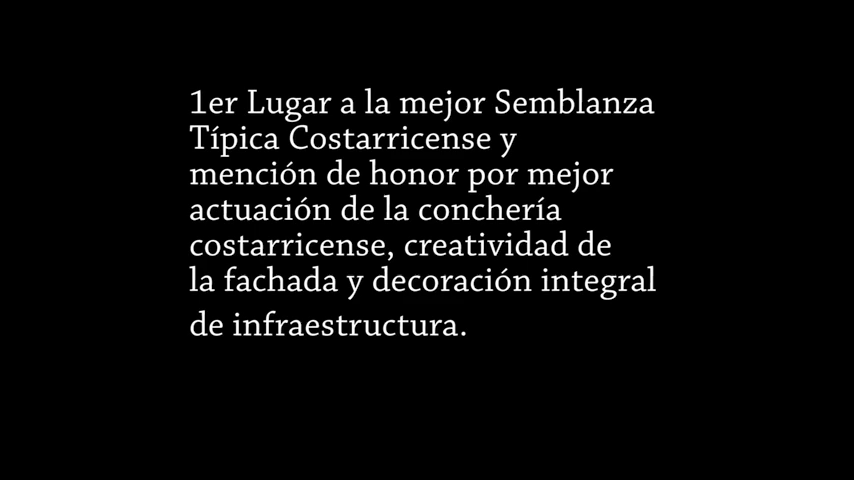 1er Lugar a la mejor Semblanza
Típica Costarricense y
mención de honor por mejor
actuación de la conchería
costarricense, creatividad de
la fachada y decoración integral
de infraestructura.